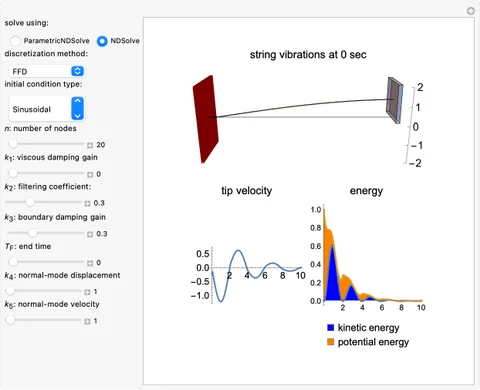 solve using:
ParametricNDSolve NDSolve
discretization method:
FFD
initial condition type:
Sinusoidal
n: number of nodes
20
k₁: viscous damping gain
0
k₂: filtering coefficient:
0.3
k₃: boundary damping gain
0.3
T_F: end time
0
k₄: normal-mode displacement
1
k₅: normal-mode velocity
1
string vibrations at 0 sec
2
1
0
−1
−2
tip velocity
0.5
0.0
−0.5
−1.0
2 4 6 8 10
energy
1.0
0.8
0.6
0.4
0.2
0.0
2 4 6 8 10
kinetic energy
potential energy